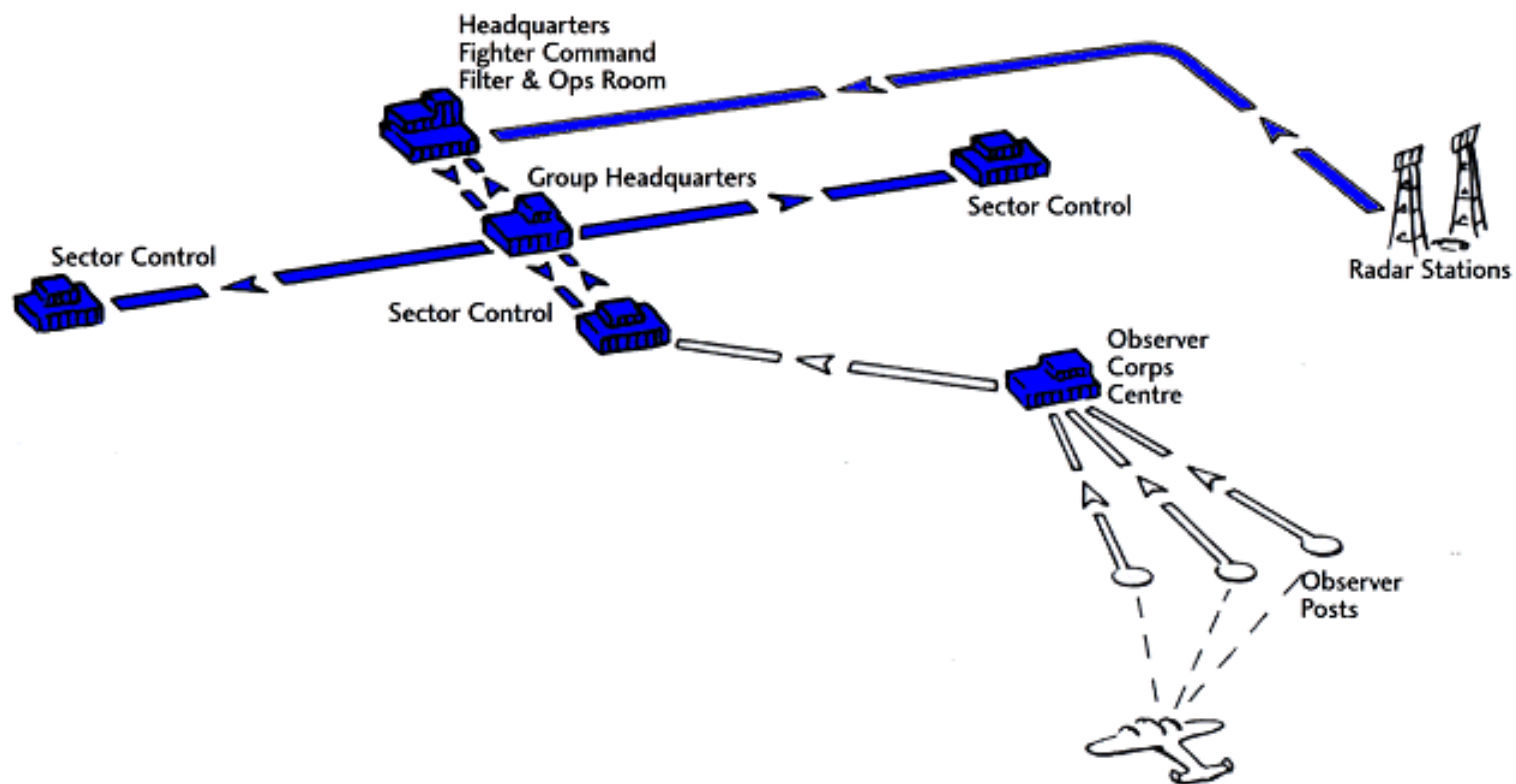 Headquarters
Fighter Command
Filter & Ops Room
Group Headquarters
Sector Control
Radar Stations
Sector Control
Sector Control
Observer
Corps
Centre
Observer
Posts